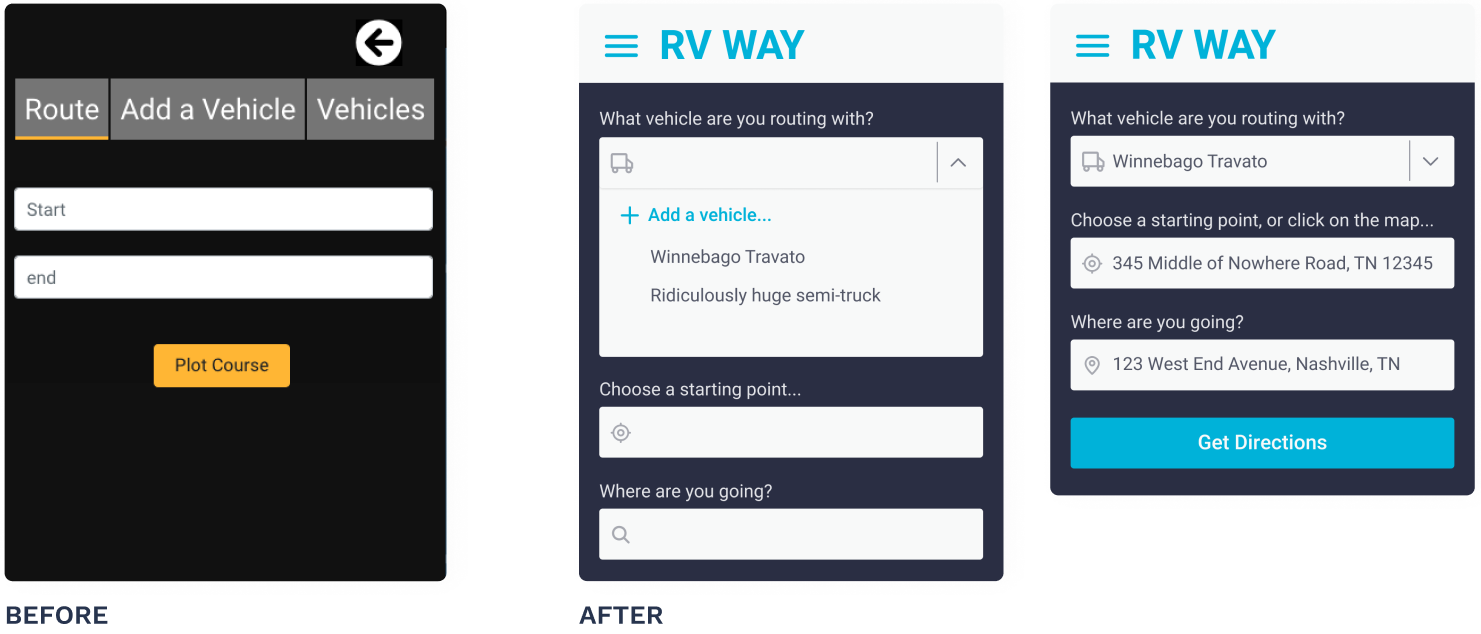 Route
Add a Vehicle
Vehicles
Start
end
Plot Course
BEFORE
RV WAY
What vehicle are you routing with?
Add a vehicle...
Winnebago Travato
Ridiculously huge semi-truck
Choose a starting point...
Where are you going?
AFTER
RV WAY
What vehicle are you routing with?
Winnebago Travato
Choose a starting point, or click on the map...
345 Middle of Nowhere Road, TN 12345
Where are you going?
123 West End Avenue, Nashville, TN
Get Directions